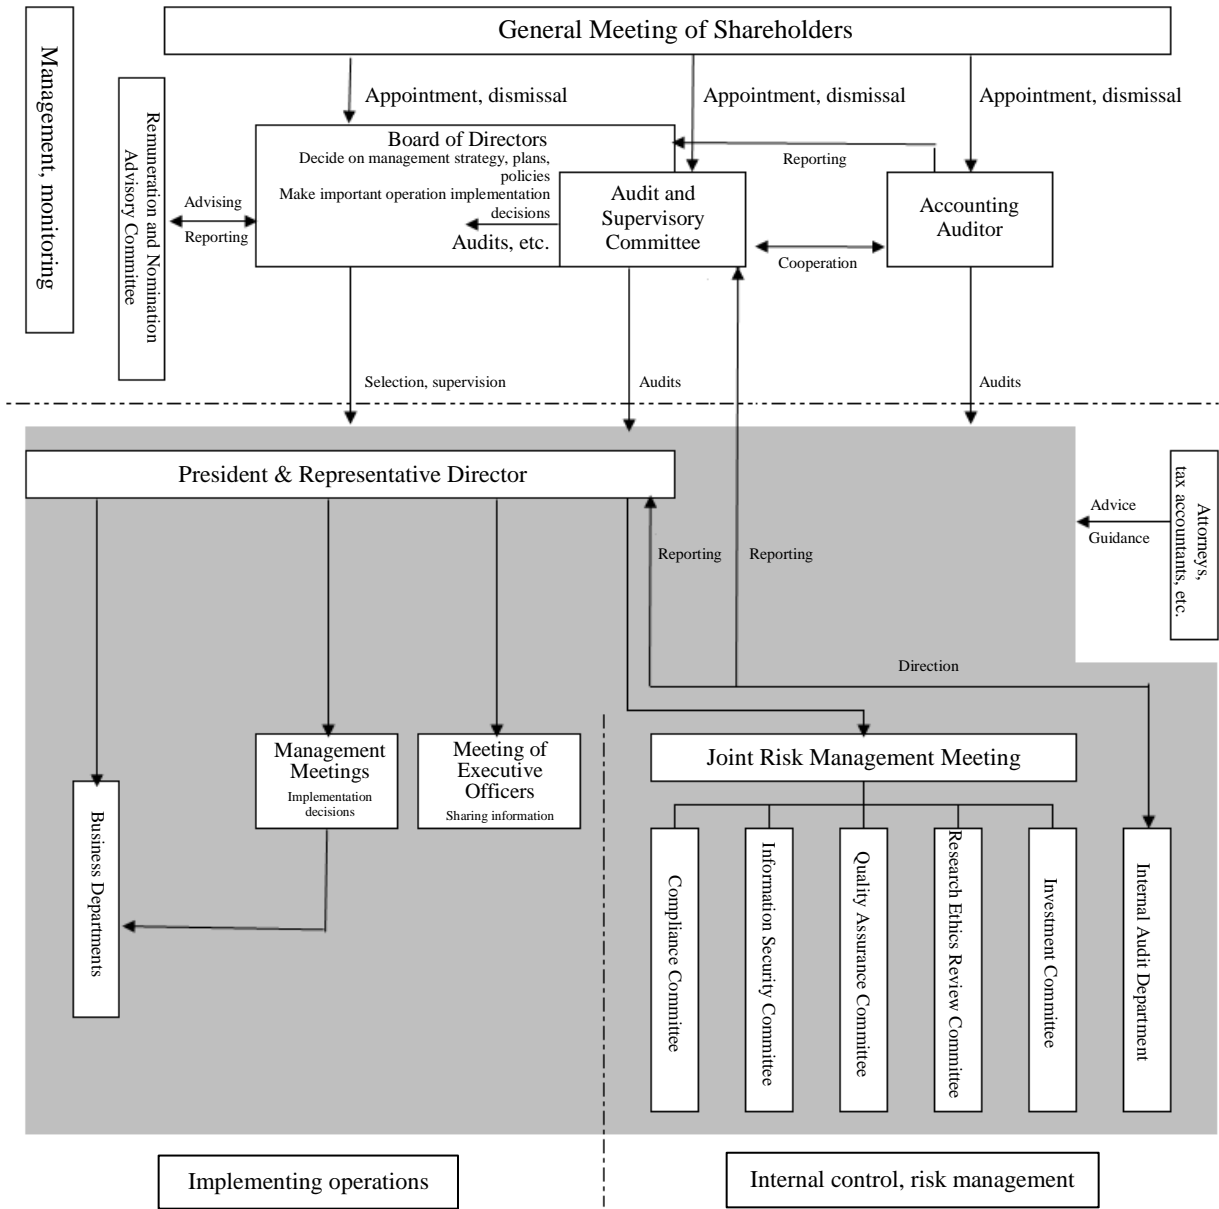 General Meeting of Shareholders
Management, monitoring
Remuneration and Nomination
Advisory Committee
Appointment, dismissal
Appointment, dismissal
Appointment, dismissal
Board of Directors
Decide on management strategy, plans,
policies
Make important operation implementation
decisions
Audits, etc.
Advising
Reporting
Audit and
Supervisory
Committee
Reporting
Accounting
Auditor
Cooperation
Selection, supervision
Audits
Audits
President & Representative Director
Reporting
Reporting
Advice
Guidance
Attorneys,
tax accountants, etc.
Direction
Management
Meetings
Implementation
decisions
Meeting of
Executive
Officers
Sharing information
Joint Risk Management Meeting
Business Departments
Compliance Committee
Information Security Committee
Quality Assurance Committee
Research Ethics Review Committee
Investment Committee
Internal Audit Department
Implementing operations
Internal control, risk management